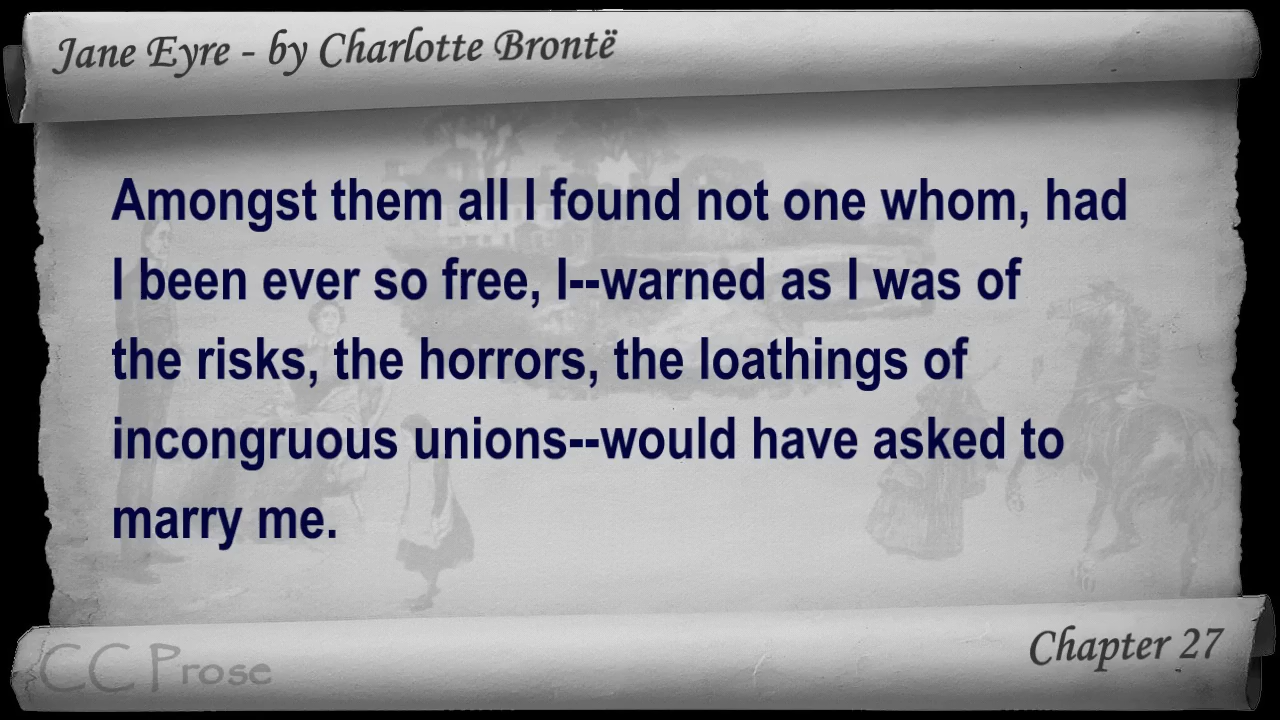 Jane Eyre - by Charlotte Brontë
Amongst them all I found not one whom, had
I been ever so free, I--warned as I was of
the risks, the horrors, the loathings of
incongruous unions--would have asked to
marry me.
Chapter 27
CC Prose